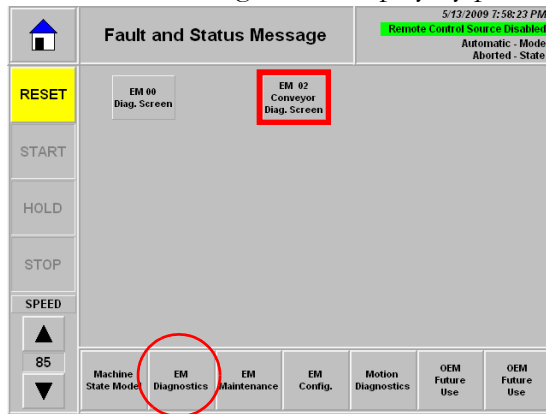 5/13/2009 7:58:23 PM
Fault and Status Message
Remote Control Source Disabled
Automatic - Mode
Aborted - State
RESET
EM 00
Diag. Screen
EM 02
Conveyor
Diag. Screen
START
HOLD
STOP
SPEED
85
Machine
State Model
EM
Diagnostics
EM
Maintenance
EM
Config.
Motion
Diagnostics
OEM
Future
Use
OEM
Future
Use